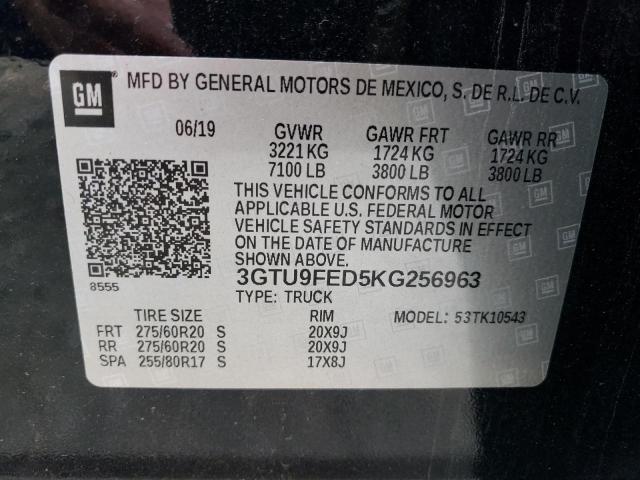 GM
MFD BY GENERAL MOTORS DE MEXICO, S. DE R.L. DE C.V.
06/19 GVWR GAWR FRT GAWR RR
3221 KG 1724 KG 1724 KG
7100 LB 3800 LB 3800 LB
THIS VEHICLE CONFORMS TO ALL
APPLICABLE U.S. FEDERAL MOTOR
VEHICLE SAFETY STANDARDS IN EFFECT
ON THE DATE OF MANUFACTURE
SHOWN ABOVE.
3GTU9FED5KG256963
8555
TYPE: TRUCK
TIRE SIZE RIM MODEL: 53TK10543
FRT 275/60R20 S 20X9J
RR 275/60R20 S 20X9J
SPA 255/80R17 S 17X8J